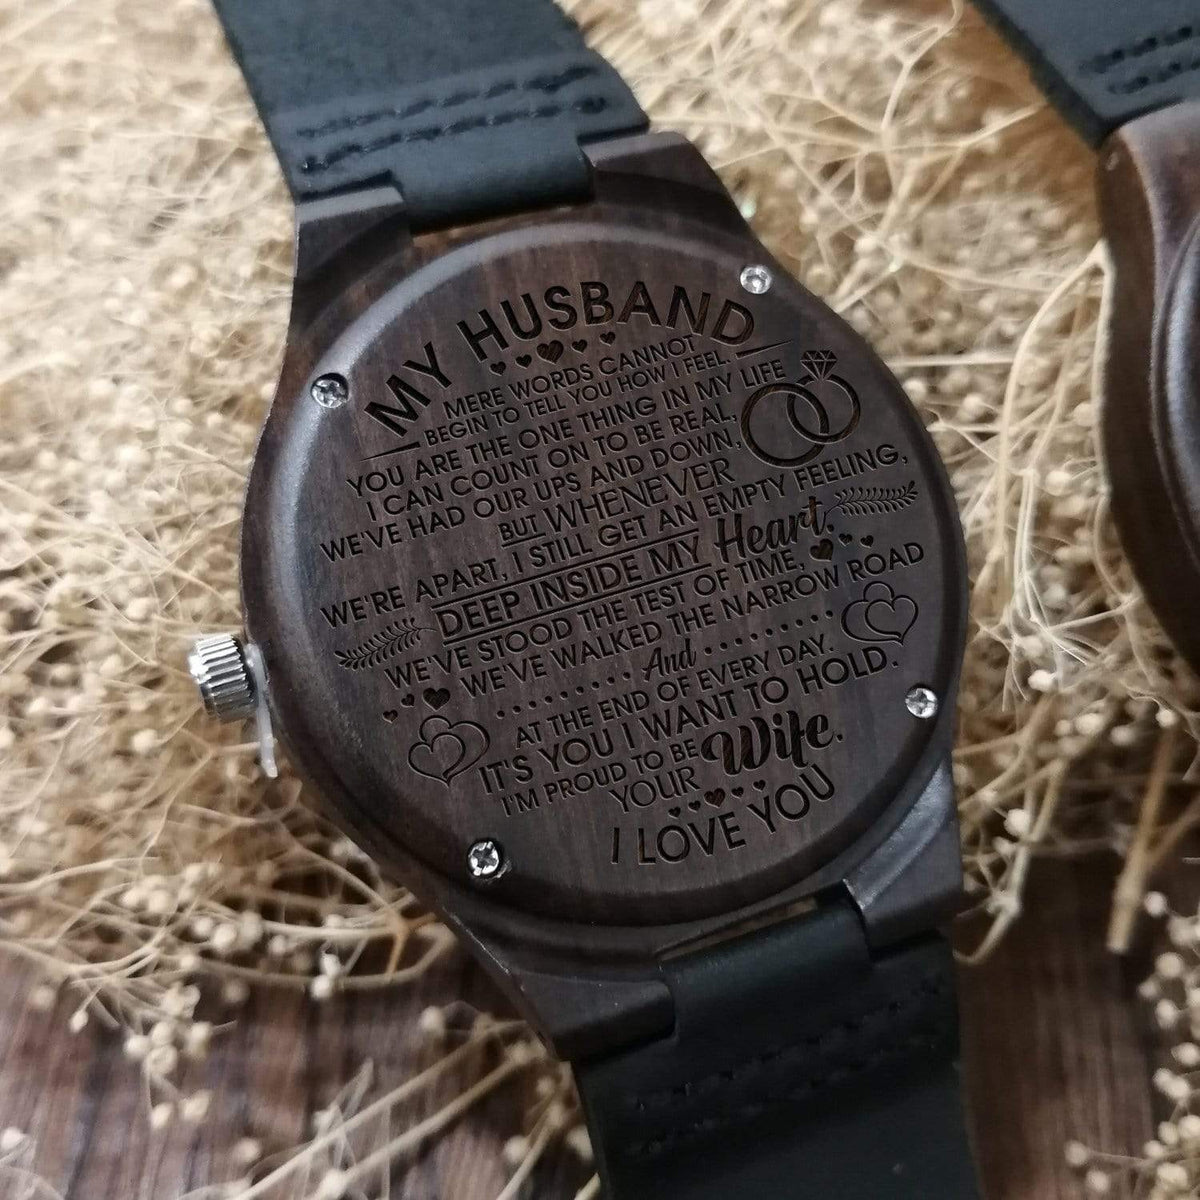 MY HUSBAND
MERE WORDS CANNOT
BEGIN TO TELL YOU HOW I FEEL.
YOU ARE THE ONE THING IN MY LIFE
I CAN COUNT ON TO BE REAL,
WE'VE HAD OUR UPS AND DOWN,
BUT WHENEVER
WE'RE APART, I STILL GET AN EMPTY FEELING,
DEEP INSIDE MY Heart.
WE'VE STOOD THE TEST OF TIME,
WE'VE WALKED THE NARROW ROAD
And
AT THE END OF EVERY DAY.
IT'S YOU I WANT TO HOLD.
I'M PROUD TO BE
YOUR Wife.
I LOVE YOU